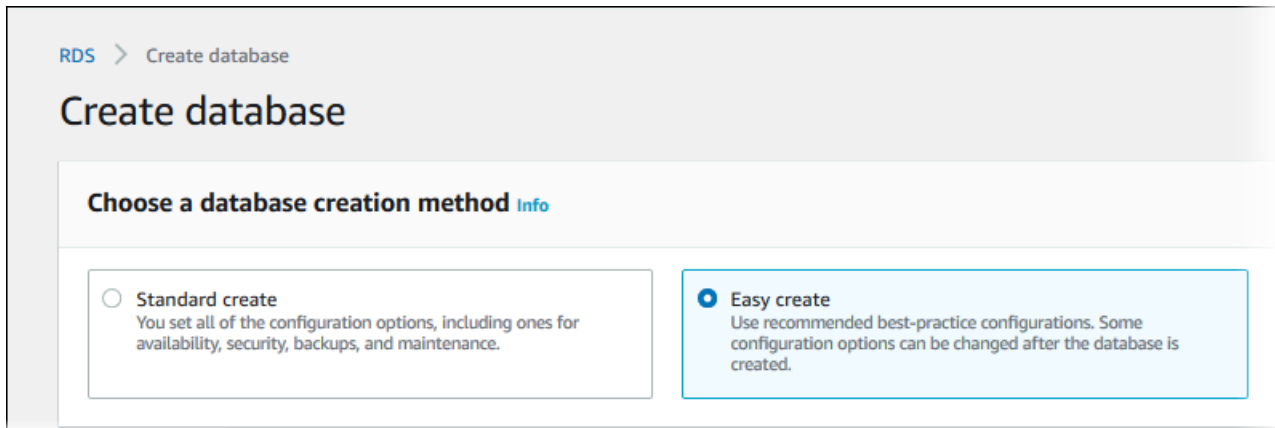 RDS > Create database
Create database
Choose a database creation method Info
Standard create
You set all of the configuration options, including ones for
availability, security, backups, and maintenance.
Easy create
Use recommended best-practice configurations. Some
configuration options can be changed after the database is
created.